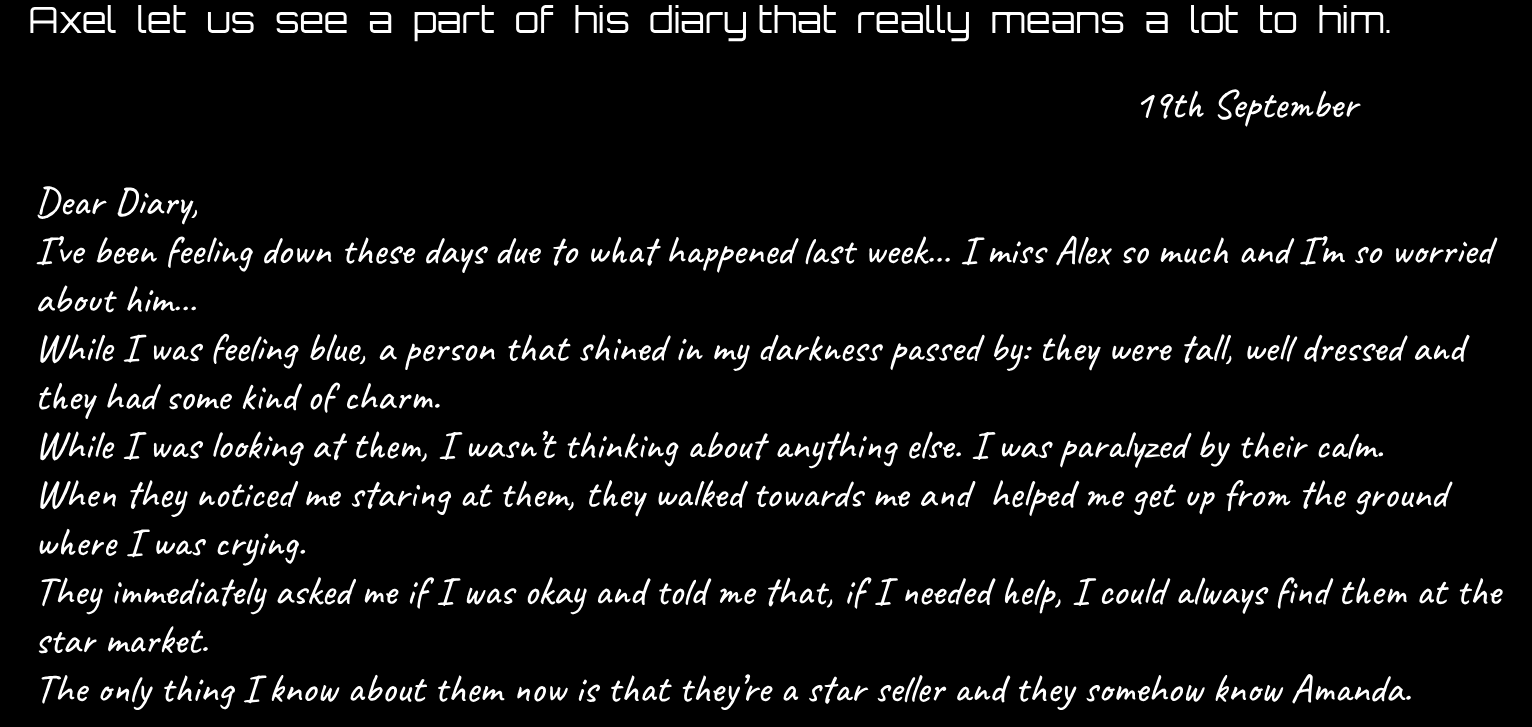 Axel let us see a part of his diary that really means a lot to him.
19th September
Dear Diary,
I've been feeling down these days due to what happened last week... I miss Alex so much and I'm so worried
about him...
While I was feeling blue, a person that shined in my darkness passed by: they were tall, well dressed and
they had some kind of charm.
While I was looking at them, I wasn't thinking about anything else. I was paralyzed by their calm.
When they noticed me staring at them, they walked towards me and  helped me get up from the ground
where I was crying.
They immediately asked me if I was okay and told me that, if I needed help, I could always find them at the
star market.
The only thing I know about them now is that they're a star seller and they somehow know Amanda.